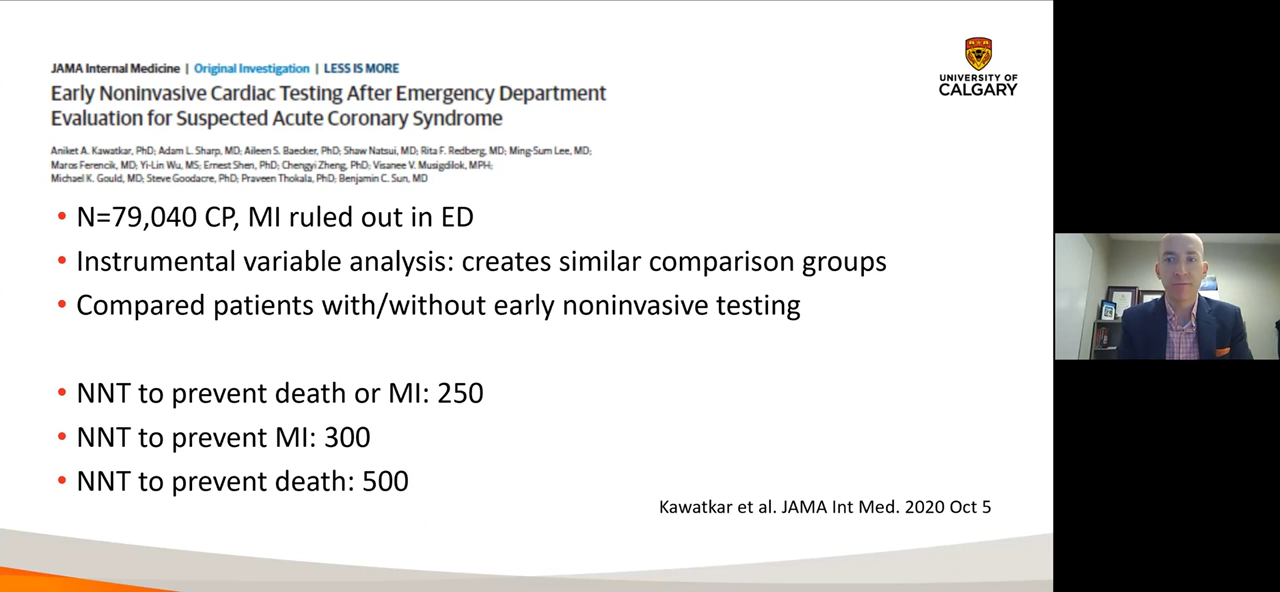 JAMA Internal Medicine | Original Investigation | LESS IS MORE
Early Noninvasive Cardiac Testing After Emergency Department
Evaluation for Suspected Acute Coronary Syndrome
Aniket A. Kawatkar, PhD; Adam L. Sharp, MD; Aileen S. Baecker, PhD; Shaw Natsui, MD; Rita F. Redberg, MD; Ming-Sum Lee, MD;
Maros Ferencik, MD; Yi-Lin Wu, MS; Ernest Shen, PhD; Chengyi Zheng, PhD; Visanee V. Musigdilok, MPH;
Michael K. Gould, MD; Steve Goodacre, PhD; Praveen Thokala, PhD; Benjamin C. Sun, MD
UNIVERSITY OF
CALGARY
• N=79,040 CP, MI ruled out in ED
• Instrumental variable analysis: creates similar comparison groups
• Compared patients with/without early noninvasive testing
• NNT to prevent death or MI: 250
• NNT to prevent MI: 300
• NNT to prevent death: 500
Kawatkar et al. JAMA Int Med. 2020 Oct 5